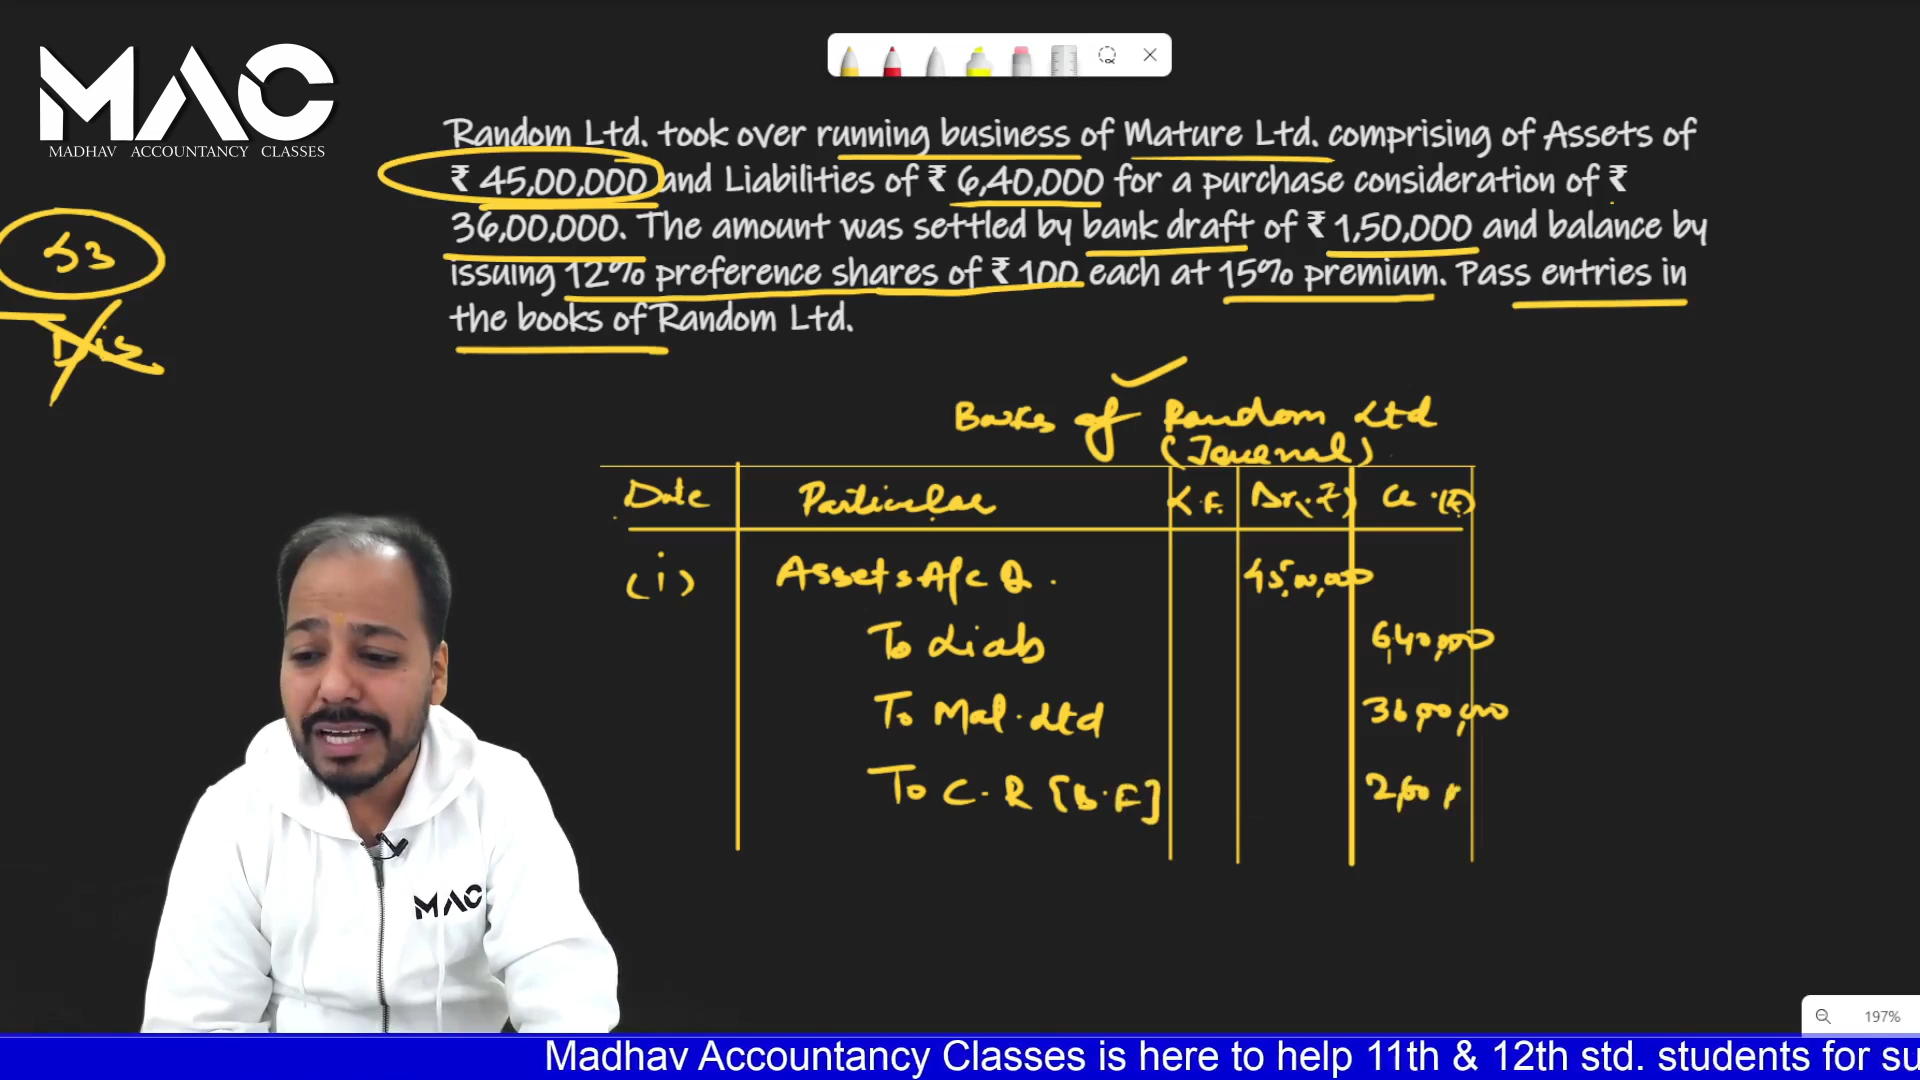 MAC
MADHAV ACCOUNTANCY CLASSES
Random Ltd. took over running business of Mature Ltd. comprising of Assets of
₹ 45,00,000 and Liabilities of ₹ 6,40,000 for a purchase consideration of ₹
36,00,000. The amount was settled by bank draft of ₹ 1,50,000 and balance by
issuing 12% preference shares of ₹ 100 each at 15% premium. Pass entries in
the books of Random Ltd.
53
Dis
Books of Random Ltd
(Journal)
Date Particular L.F. Dr.(₹) Cr.(₹)
(i) Assets A/c Dr. 45,00,000
To Liab 6,40,000
To Mat. Ltd 36,00,000
To C.R [B.F] 2,60
MAC
197%
Madhav Accountancy Classes is here to help 11th & 12th std. students for su